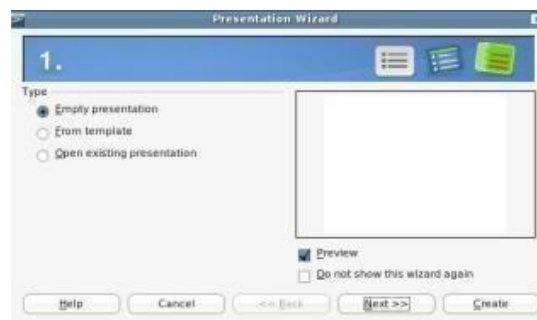 Presentation Wizard
1.
Type
Empty presentation
From template
Open existing presentation
Preview
Do not show this wizard again
Help Cancel << Back Next >> Create